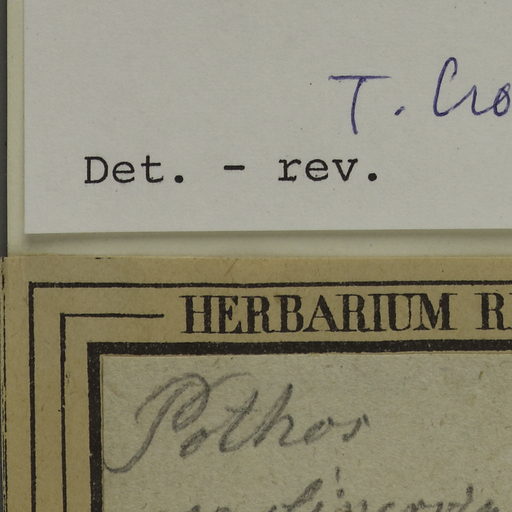 T. Cro
Det. - rev.
HERBARIUM R
Pothos